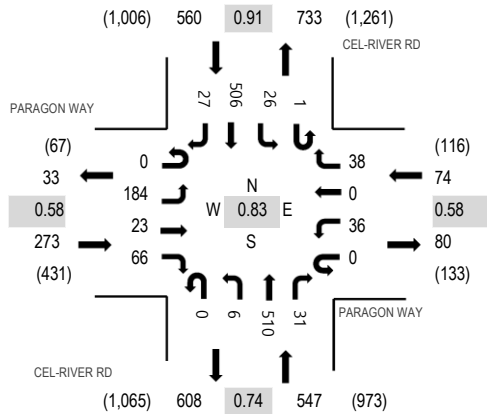 (1,006) 560 0.91 733 (1,261)
CEL-RIVER RD
27 506 26 1
PARAGON WAY
(67) (116)
33 0 38 74
184 0
0.58 N 0.58
W 0.83 E
23 36
S
273 66 0 80
(431) (133)
0 6 510 31
PARAGON WAY
CEL-RIVER RD
(1,065) 608 0.74 547 (973)